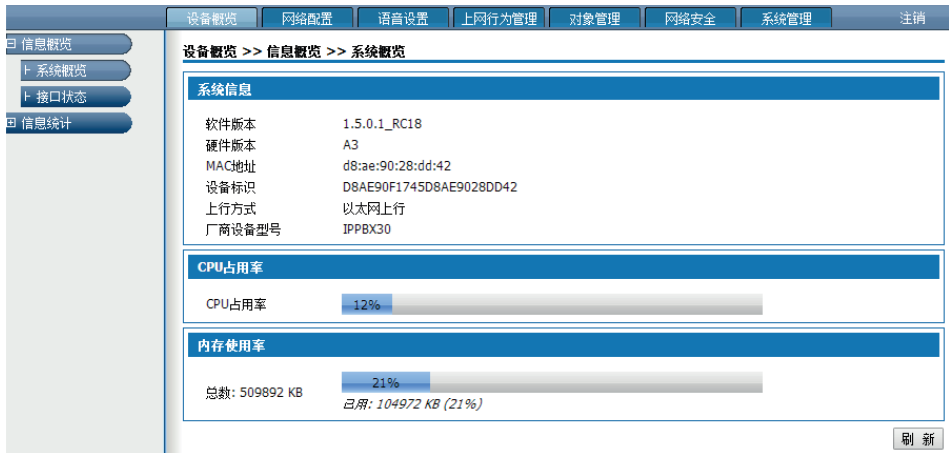 设备概览 网络配置 语音设置 上网行为管理 对象管理 网络安全 系统管理 注销
信息概览
系统概览
接口状态
信息统计
设备概览 >> 信息概览 >> 系统概览
系统信息
软件版本 1.5.0.1_RC18
硬件版本 A3
MAC地址 d8:ae:90:28:dd:42
设备标识 D8AE90F1745D8AE9028DD42
上行方式 以太网上行
厂商设备型号 IPPBX30
CPU占用率
CPU占用率 12%
内存使用率
总数: 509892 KB 21%
已用: 104972 KB (21%)
刷 新